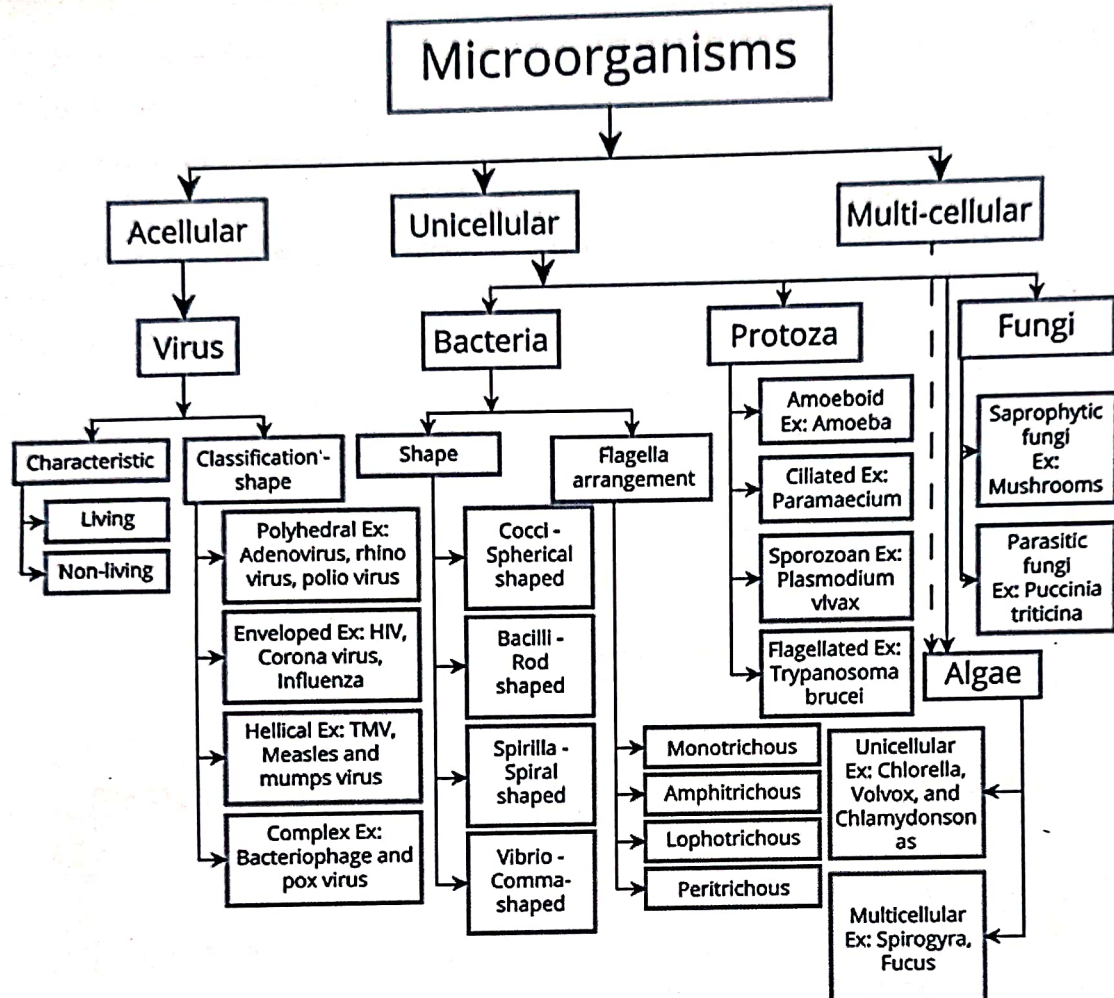 Microorganisms
Acellular
Unicellular
Multi-cellular
Virus
Bacteria
Protoza
Fungi
Characteristic
Living
Non-living
Classification'-
shape
Polyhedral Ex:
Adenovirus, rhino
virus, polio virus
Enveloped Ex: HIV,
Corona virus,
Influenza
Hellical Ex: TMV,
Measles and
mumps virus
Complex Ex:
Bacteriophage and
pox virus
Shape
Cocci -
Spherical
shaped
Bacilli -
Rod
shaped
Spirilla -
Spiral
shaped
Vibrio -
Comma-
shaped
Flagella
arrangement
Monotrichous
Amphitrichous
Lophotrichous
Peritrichous
Amoeboid
Ex: Amoeba
Ciliated Ex:
Paramaecium
Sporozoan Ex:
Plasmodium
vlvax
Flagellated Ex:
Trypanosoma
brucei
Saprophytic
fungi
Ex:
Mushrooms
Parasitic
fungi
Ex: Puccinia
triticina
Algae
Unicellular
Ex: Chlorella,
Volvox, and
Chlamydonson
as
Multicellular
Ex: Spirogyra,
Fucus